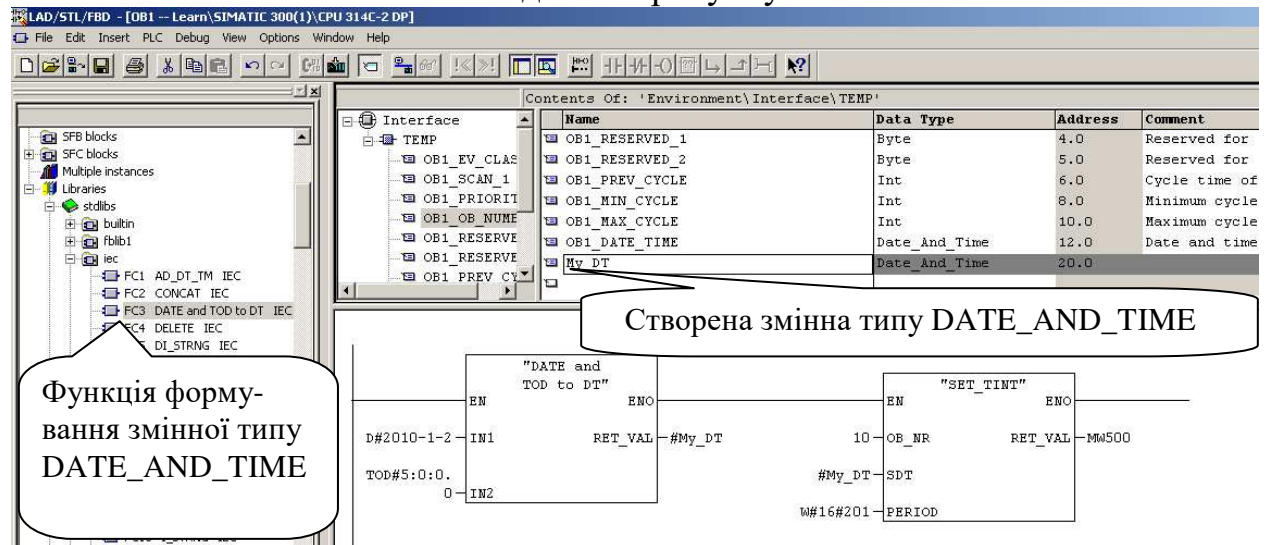 LAD/STL/FBD - [OB1 -- Learn\SIMATIC 300(1)\CPU 314C-2 DP]
File Edit Insert PLC Debug View Options Window Help
Contents Of: 'Environment\Interface\TEMP'
SFB blocks
SFC blocks
Multiple instances
Libraries
stdlibs
builtin
fblib1
iec
FC1 AD_DT_TM IEC
FC2 CONCAT IEC
FC3 DATE and TOD to DT IEC
FC4 DELETE IEC
DI_STRNG IEC
Interface
TEMP
OB1_EV_CLAS
OB1_SCAN_1
OB1_PRIORIT
OB1_OB_NUMB
OB1_RESERVE
OB1_RESERVE
OB1_PREV_CY
Name Data Type Address Comment
OB1_RESERVED_1 Byte 4.0 Reserved for
OB1_RESERVED_2 Byte 5.0 Reserved for
OB1_PREV_CYCLE Int 6.0 Cycle time of
OB1_MIN_CYCLE Int 8.0 Minimum cycle
OB1_MAX_CYCLE Int 10.0 Maximum cycle
OB1_DATE_TIME Date_And_Time 12.0 Date and time
My_DT Date_And_Time 20.0
Створена змінна типу DATE_AND_TIME
Функція форму-
вання змінної типу
DATE_AND_TIME
"DATE and
TOD to DT"
EN ENO
D#2010-1-2 IN1 RET_VAL #My_DT
TOD#5:0:0.
0 IN2
"SET_TINT"
EN ENO
10 OB_NR RET_VAL MW500
#My_DT SDT
W#16#201 PERIOD